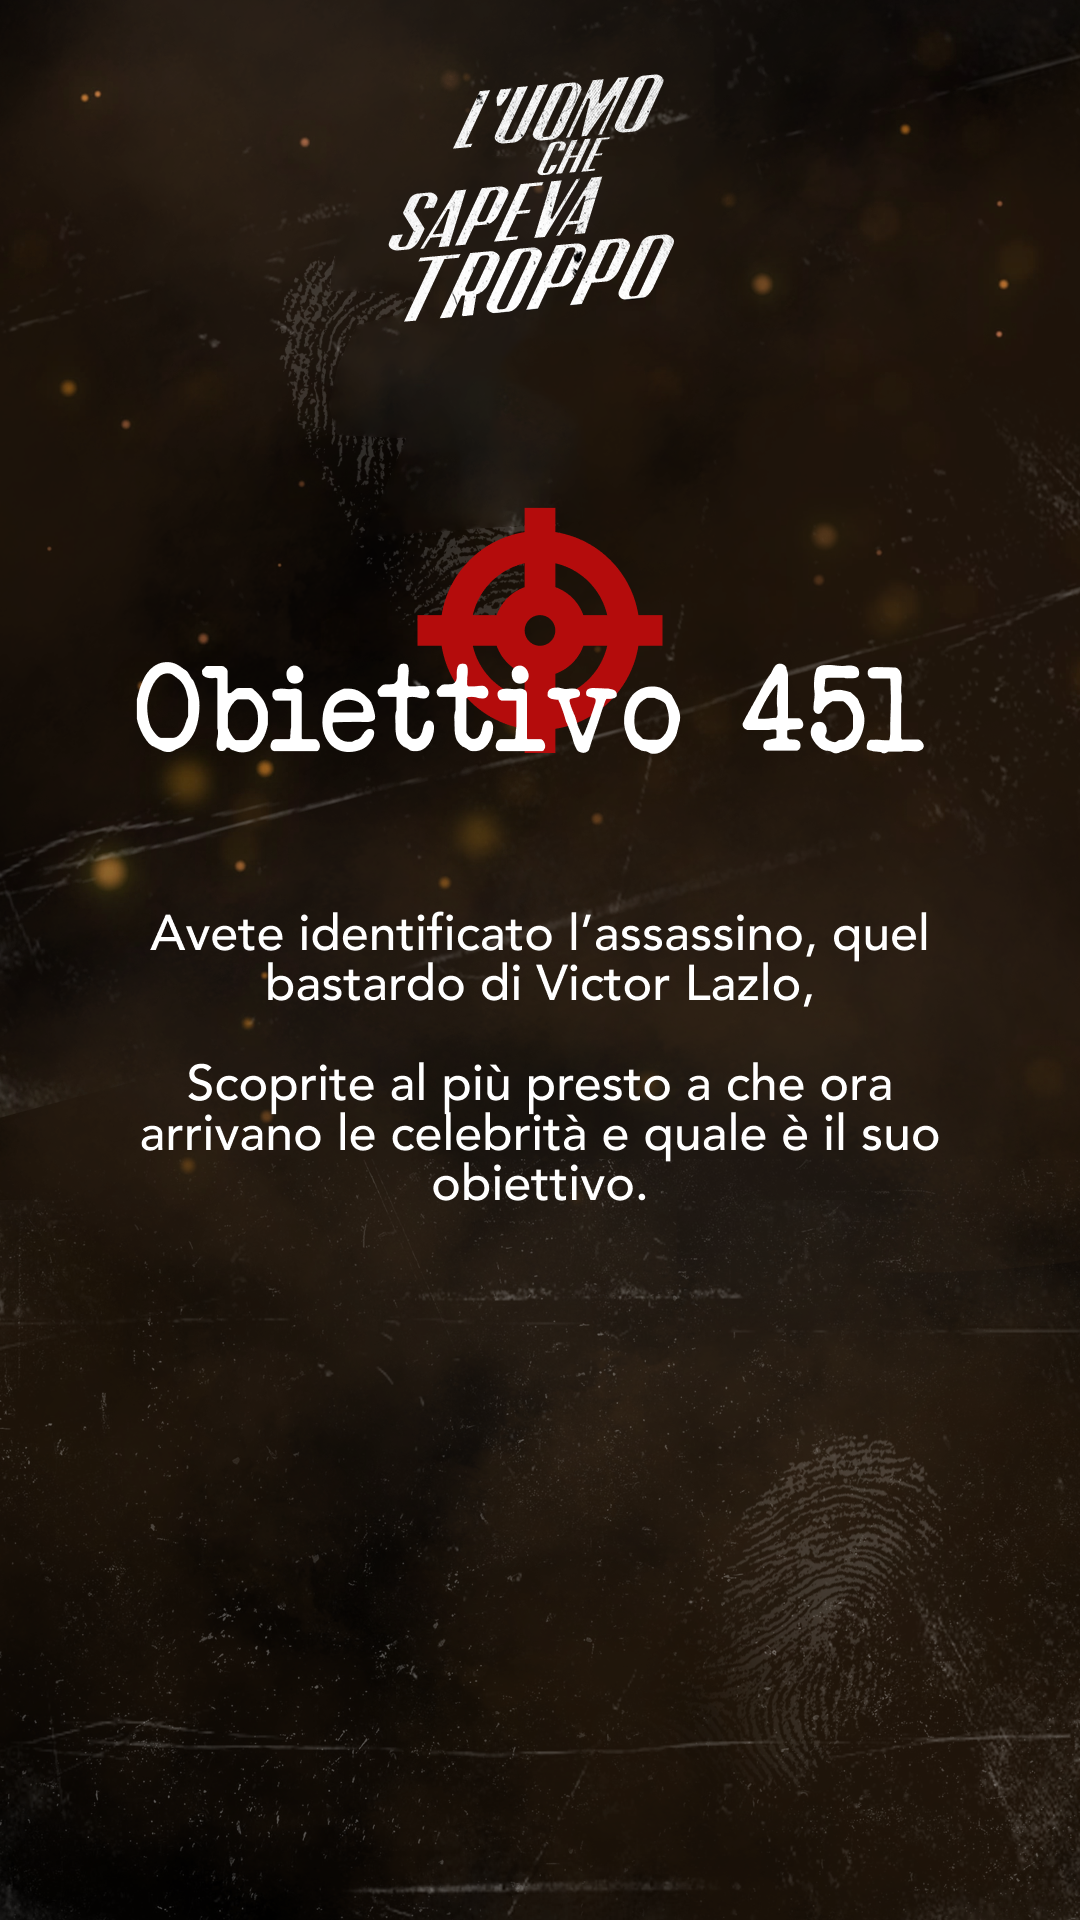 L'UOMO
CHE
SAPEVA
TROPPO
Obiettivo 451
Avete identificato l’assassino, quel
bastardo di Victor Lazlo,
Scoprite al più presto a che ora
arrivano le celebrità e quale è il suo
obiettivo.